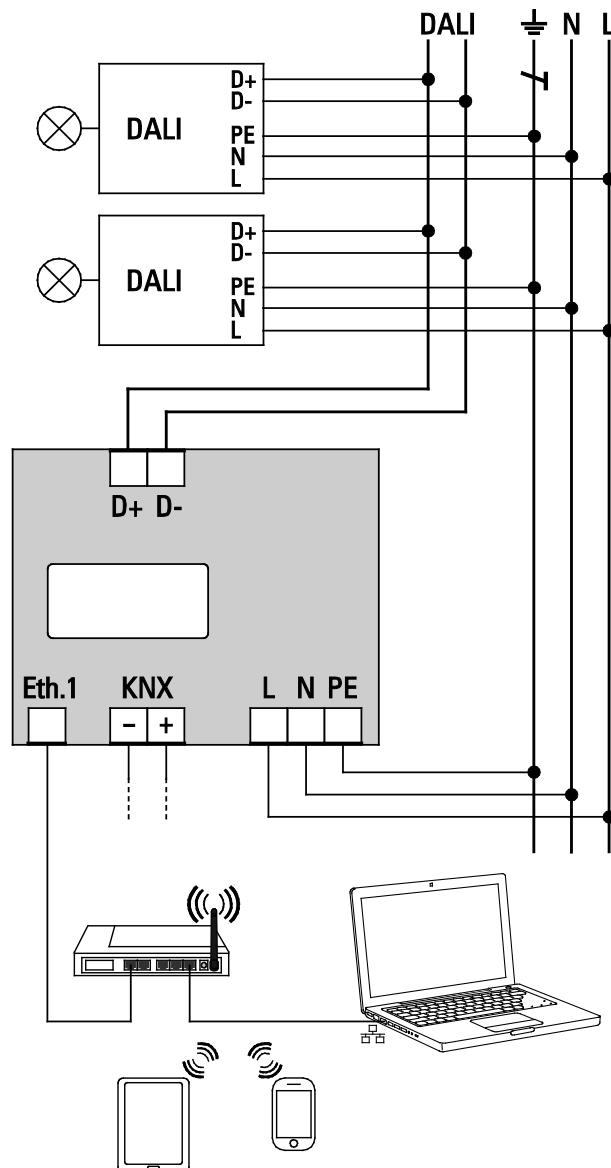 DALI N L
D+
D-
DALI PE
N
L
D+
D-
DALI PE
N
L
D+ D-
Eth.1 KNX L N PE
– +